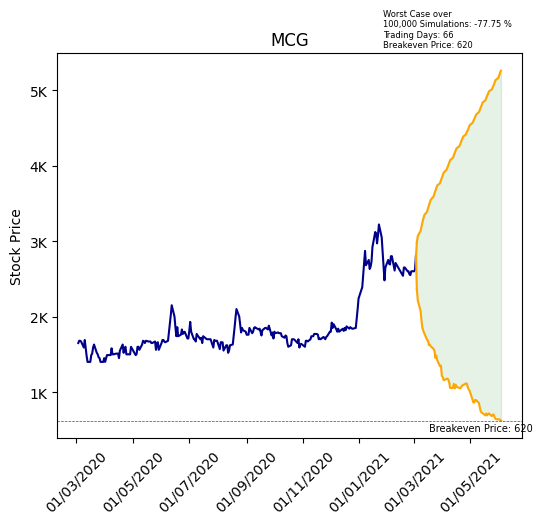 Worst Case over
100,000 Simulations: -77.75 %
Trading Days: 66
Breakeven Price: 620
MCG
Stock Price
5K
4K
3K
2K
1K
Breakeven Price: 620
01/03/2020
01/05/2020
01/07/2020
01/09/2020
01/11/2020
01/01/2021
01/03/2021
01/05/2021